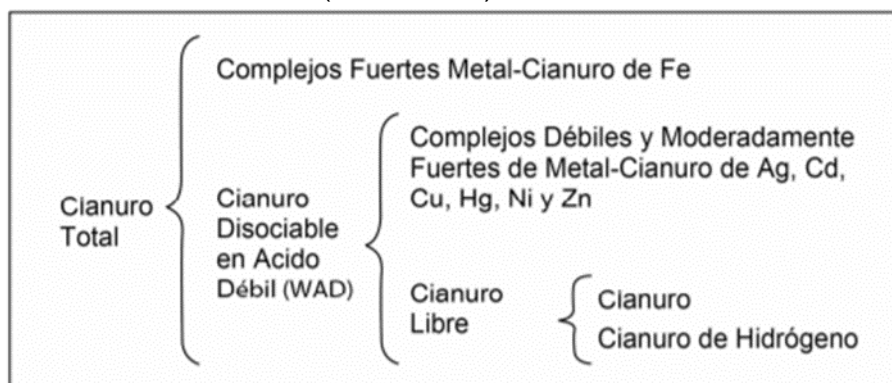 Complejos Fuertes Metal-Cianuro de Fe
Complejos Débiles y Moderadamente
Fuertes de Metal-Cianuro de Ag, Cd,
Cu, Hg, Ni y Zn
Cianuro
Total
Cianuro
Disociable
en Acido
Débil (WAD)
Cianuro
Libre
Cianuro
Cianuro de Hidrógeno